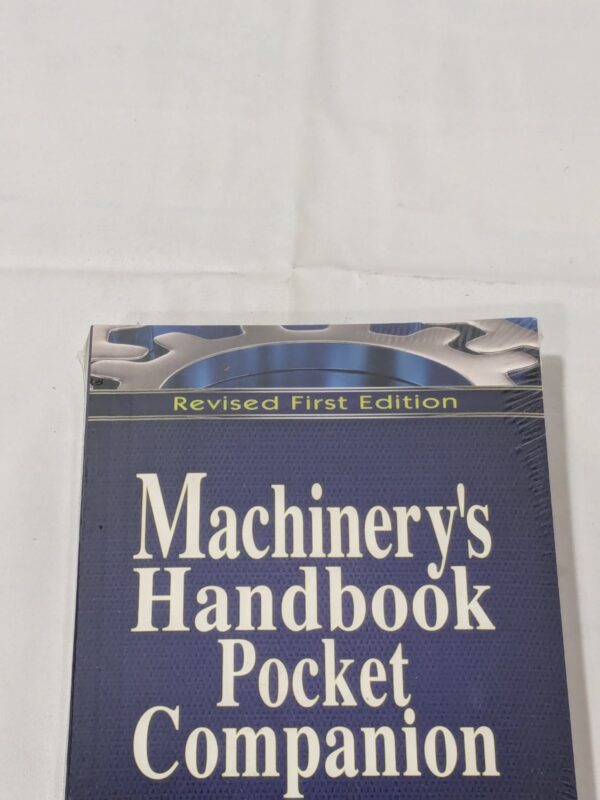 Revised First Edition
Machinery's
Handbook
Pocket
Companion